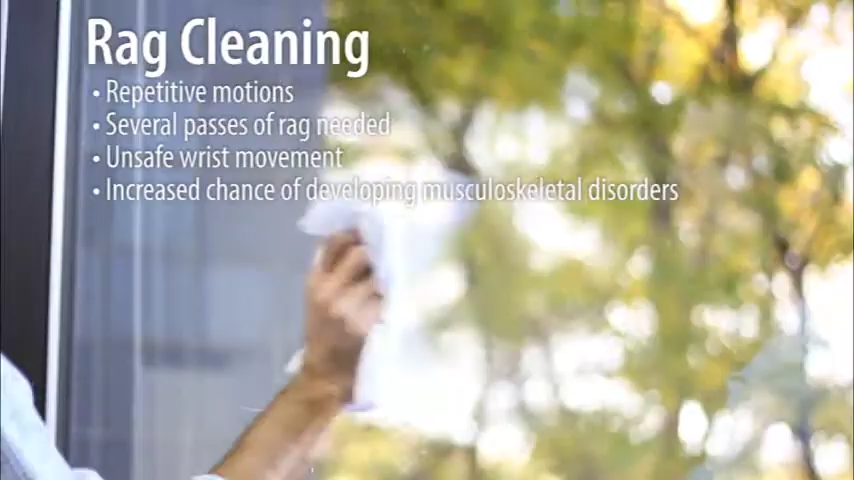 Rag Cleaning
• Repetitive motions
• Several passes of rag needed
• Unsafe wrist movement
• Increased chance of developing musculoskeletal disorders